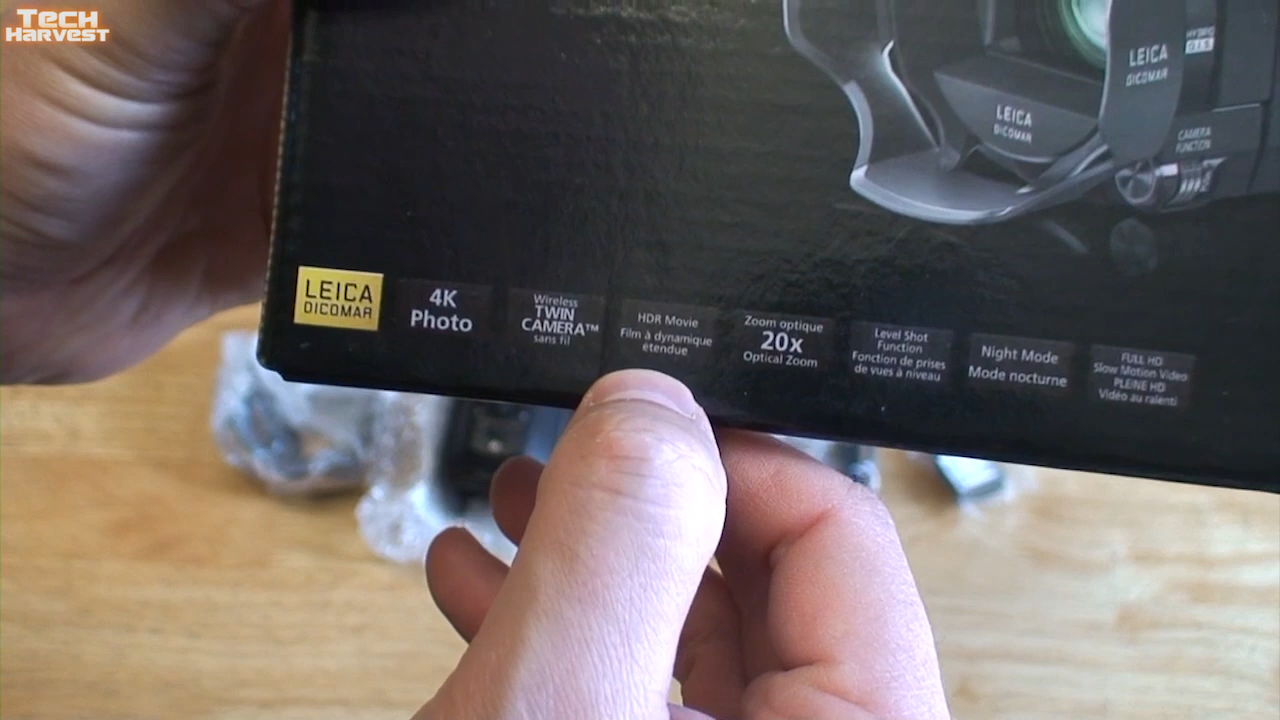 Tech
Harvest
LEICA
DICOMAR
HYBRID
O.I.S.
LEICA
DICOMAR
CAMERA
FUNCTION
LEICA
DICOMAR
4K
Photo
Wireless
TWIN
CAMERA™
sans fil
HDR Movie
Film à dynamique
étendue
Zoom optique
20x
Optical Zoom
Level Shot
Function
Fonction de prises
de vues à niveau
Night Mode
Mode nocturne
FULL HD
Slow Motion Video
PLEINE HD
Vidéo au ralenti